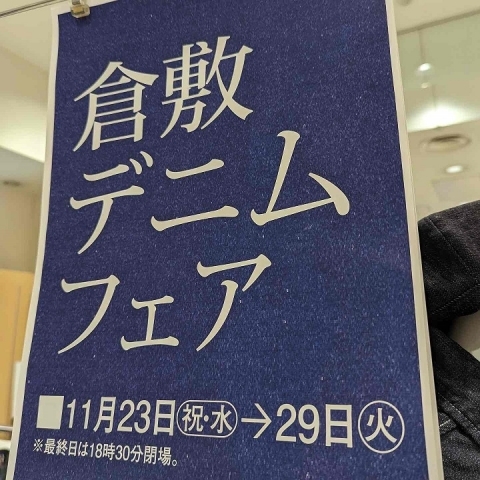 倉敷
デニム
フェア
■11月23日(祝·水)→29日(火)
※最終日は18時30分閉場。